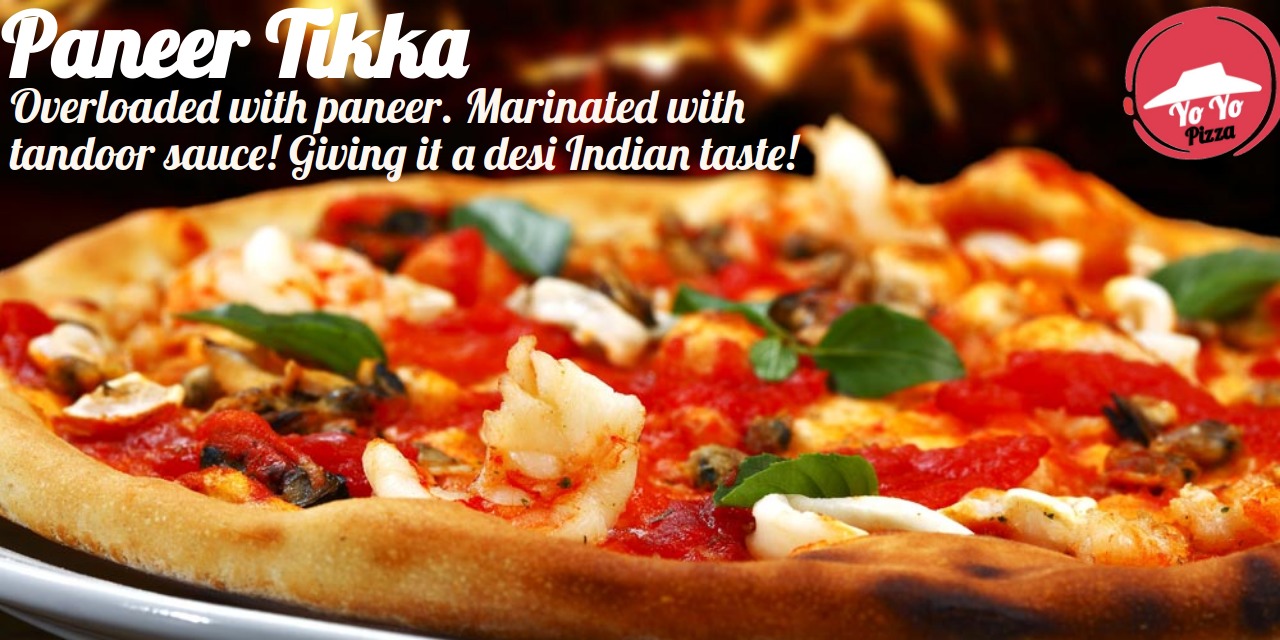 Paneer Tikka
Overloaded with paneer. Marinated with
tandoor sauce! Giving it a desi Indian taste!
Yo Yo
Pizza